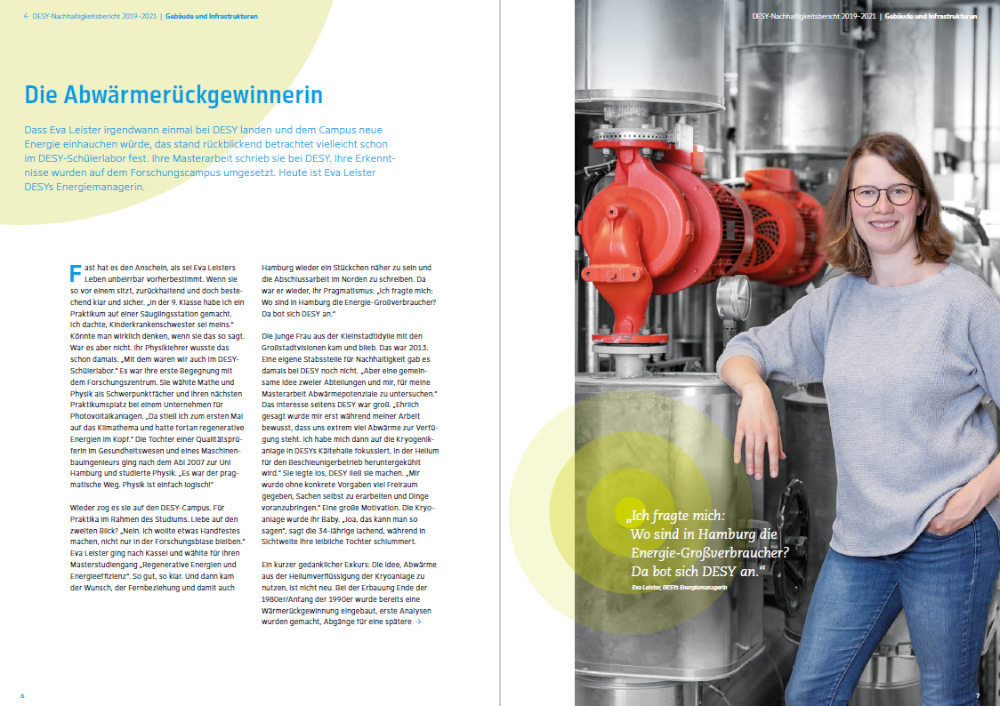 ← DESY-Nachhaltigkeitsbericht 2019–2021 | Gebäude und Infrastrukturen
Die Abwärmerückgewinnerin
Dass Eva Leister irgendwann einmal bei DESY landen und dem Campus neue
Energie einhauchen würde, das stand rückblickend betrachtet vielleicht schon
im DESY-Schülerlabor fest. Ihre Masterarbeit schrieb sie bei DESY. Ihre Erkennt-
nisse wurden auf dem Forschungscampus umgesetzt. Heute ist Eva Leister
DESYs Energiemanagerin.
Fast hat es den Anschein, als sei Eva Leisters
Leben unbeirrbar vorherbestimmt. Wenn sie
so vor einem sitzt, zurückhaltend und doch beste-
chend klar und sicher. „In der 9. Klasse habe ich ein
Praktikum auf einer Säuglingsstation gemacht.
Ich dachte, Kinderkrankenschwester sei meins.“
Könnte man wirklich denken, wenn sie das so sagt.
War es aber nicht. Ihr Physiklehrer wusste das
schon damals. „Mit dem waren wir auch im DESY-
Schülerlabor.“ Es war ihre erste Begegnung mit
dem Forschungszentrum. Sie wählte Mathe und
Physik als Schwerpunktfächer und ihren nächsten
Praktikumsplatz bei einem Unternehmen für
Photovoltaikanlagen. „Da stieß ich zum ersten Mal
auf das Klimathema und hatte fortan regenerative
Energien im Kopf.“ Die Tochter einer Qualitätsprü-
ferin im Gesundheitswesen und eines Maschinen-
bauingenieurs ging nach dem Abi 2007 zur Uni
Hamburg und studierte Physik. „Es war der prag-
matische Weg. Physik ist einfach logisch!“
Wieder zog es sie auf den DESY-Campus. Für
Praktika im Rahmen des Studiums. Liebe auf den
zweiten Blick? „Nein. Ich wollte etwas Handfestes
machen, nicht nur in der Forschungsblase bleiben.“
Eva Leister ging nach Kassel und wählte für ihren
Masterstudiengang „Regenerative Energien und
Energieeffizienz“. So gut, so klar. Und dann kam
der Wunsch, der Fernbeziehung und damit auch
Hamburg wieder ein Stückchen näher zu sein und
die Abschlussarbeit im Norden zu schreiben. Da
war er wieder, ihr Pragmatismus: „Ich fragte mich:
Wo sind in Hamburg die Energie-Großverbraucher?
Da bot sich DESY an.“
Die junge Frau aus der Kleinstadtidylle mit den
Großstadtvisionen kam und blieb. Das war 2013.
Eine eigene Stabsstelle für Nachhaltigkeit gab es
damals bei DESY noch nicht. „Aber eine gemein-
same Idee zweier Abteilungen und mir, für meine
Masterarbeit Abwärmepotenziale zu untersuchen.“
Das Interesse seitens DESY war groß. „Ehrlich
gesagt wurde mir erst während meiner Arbeit
bewusst, dass uns extrem viel Abwärme zur Verfü-
gung steht. Ich habe mich dann auf die Kryogenik-
anlage in DESYs Kältehalle fokussiert, in der Helium
für den Beschleunigerbetrieb heruntergekühlt
wird.“ Sie legte los, DESY ließ sie machen. „Mir
wurde ohne konkrete Vorgaben viel Freiraum
gegeben, Sachen selbst zu erarbeiten und Dinge
voranzubringen.“ Eine große Motivation. Die Kryo-
anlage wurde ihr Baby. „Joa, das kann man so
sagen“, sagt die 34-Jährige lachend, während in
Sichtweite ihre leibliche Tochter schlummert.
Ein kurzer gedanklicher Exkurs: Die Idee, Abwärme
aus der Heliumverflüssigung der Kryoanlage zu
nutzen, ist nicht neu. Bei der Erbauung Ende der
1980er/Anfang der 1990er wurde bereits eine
Wärmerückgewinnung eingebaut, erste Analysen
wurden gemacht, Abgänge für eine spätere →
6
DESY-Nachhaltigkeitsbericht 2019–2021 | Gebäude und Infrastrukturen
„Ich fragte mich:
Wo sind in Hamburg die
Energie-Großverbraucher?
Da bot sich DESY an.“
Eva Leister, DESYs Energiemanagerin
7